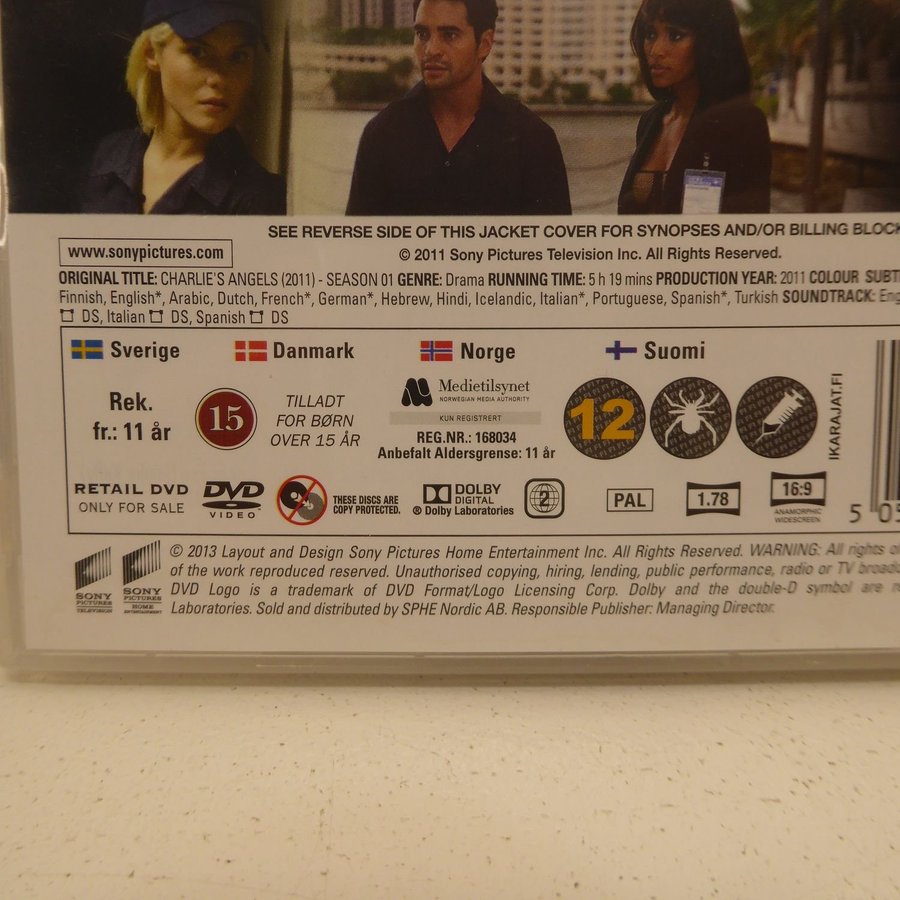 SEE REVERSE SIDE OF THIS JACKET COVER FOR SYNOPSES AND/OR BILLING BLOCK
www.sonypictures.com
© 2011 Sony Pictures Television Inc. All Rights Reserved.
ORIGINAL TITLE: CHARLIE'S ANGELS (2011) - SEASON 01 GENRE: Drama RUNNING TIME: 5 h 19 mins PRODUCTION YEAR: 2011 COLOUR SUBT
Finnish, English*, Arabic, Dutch, French*, German*, Hebrew, Hindi, Icelandic, Italian*, Portuguese, Spanish*, Turkish SOUNDTRACK: Eng
DS, Italian DS, Spanish DS
Sverige Danmark Norge Suomi
Rek.
fr.: 11 år
15
TILLADT
FOR BØRN
OVER 15 ÅR
Medietilsynet
NORWEGIAN MEDIA AUTHORITY
KUN REGISTRERT
REG.NR.: 168034
Anbefalt Aldersgrense: 11 år
12
IKARAJAT.FI
RETAIL DVD
ONLY FOR SALE
DVD
VIDEO
THESE DISCS ARE
COPY PROTECTED.
DOLBY
DIGITAL
® Dolby Laboratories
2
PAL
1.78
16:9
ANAMORPHIC
WIDESCREEN
5 05
SONY
PICTURES
TELEVISION
SONY
PICTURES
HOME
ENTERTAINMENT
© 2013 Layout and Design Sony Pictures Home Entertainment Inc. All Rights Reserved. WARNING: All rights o
of the work reproduced reserved. Unauthorised copying, hiring, lending, public performance, radio or TV broadc
DVD Logo is a trademark of DVD Format/Logo Licensing Corp. Dolby and the double-D symbol are re
Laboratories. Sold and distributed by SPHE Nordic AB. Responsible Publisher: Managing Director.